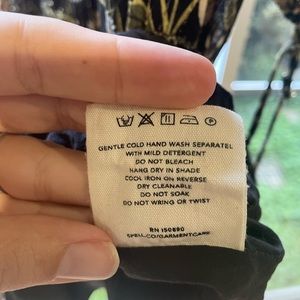 GENTLE COLD HAND WASH SEPARATEL
WITH MILD DETERGENT
DO NOT BLEACH
HANG DRY IN SHADE
COOL IRON ON REVERSE
DRY CLEANABLE
DO NOT SOAK
DO NOT WRING OR TWIST
RN 150890
SPELL.CO/GARMENTCARE